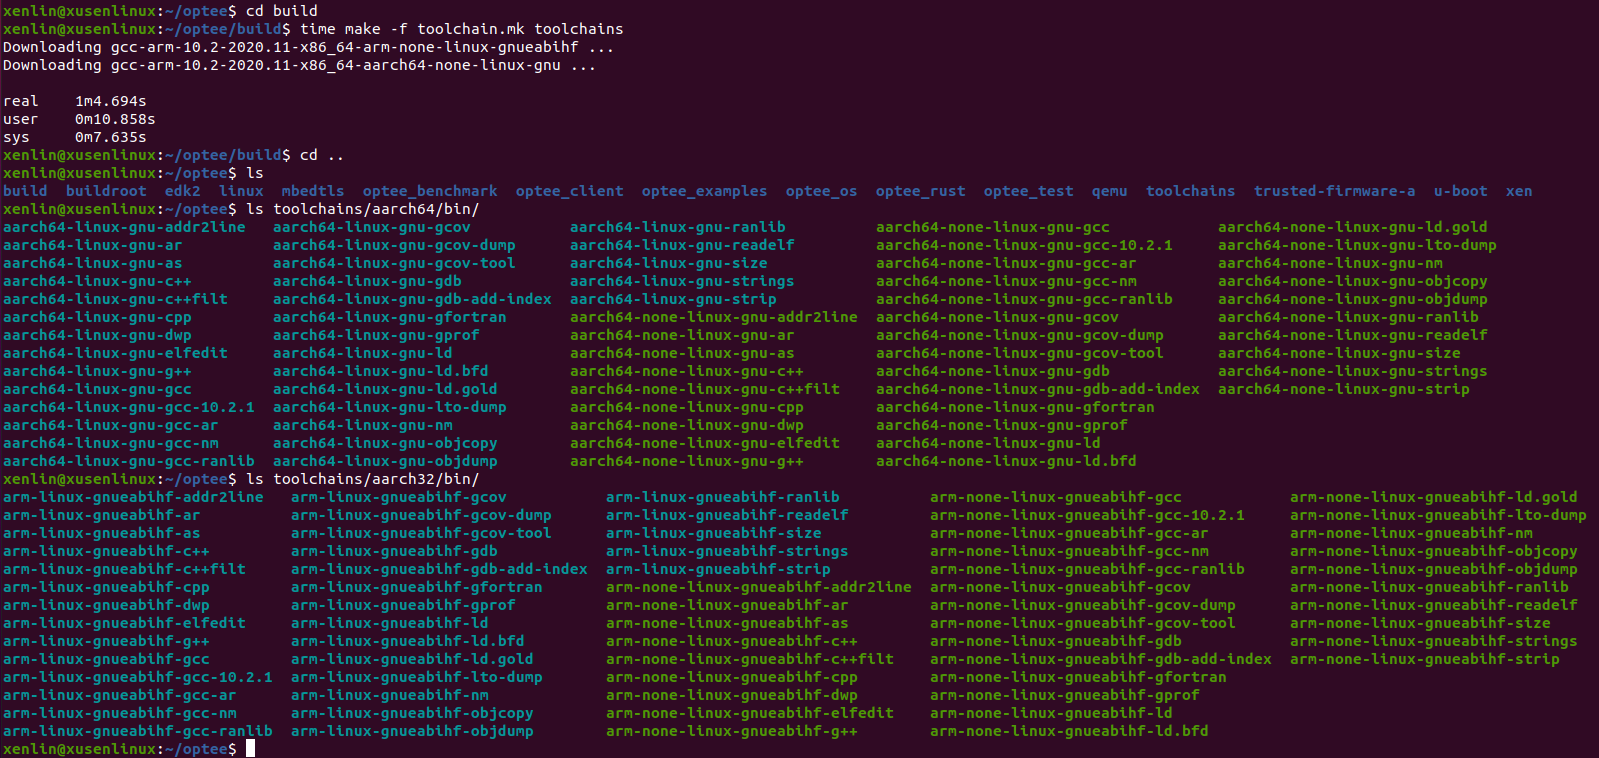 xenlin@xusenlinux:~/optee$ cd build
xenlin@xusenlinux:~/optee/build$ time make -f toolchain.mk toolchains
Downloading gcc-arm-10.2-2020.11-x86_64-arm-none-linux-gnueabihf ...
Downloading gcc-arm-10.2-2020.11-x86_64-aarch64-none-linux-gnu ...
real    1m4.694s
user    0m10.858s
sys     0m7.635s
xenlin@xusenlinux:~/optee/build$ cd ..
xenlin@xusenlinux:~/optee$ ls
build  buildroot  edk2  linux  mbedtls  optee_benchmark  optee_client  optee_examples  optee_os  optee_rust  optee_test  qemu  toolchains  trusted-firmware-a  u-boot  xen
xenlin@xusenlinux:~/optee$ ls toolchains/aarch64/bin/
aarch64-linux-gnu-addr2line   aarch64-linux-gnu-gcov           aarch64-linux-gnu-ranlib          aarch64-none-linux-gnu-gcc            aarch64-none-linux-gnu-ld.gold
aarch64-linux-gnu-ar          aarch64-linux-gnu-gcov-dump      aarch64-linux-gnu-readelf         aarch64-none-linux-gnu-gcc-10.2.1     aarch64-none-linux-gnu-lto-dump
aarch64-linux-gnu-as          aarch64-linux-gnu-gcov-tool      aarch64-linux-gnu-size            aarch64-none-linux-gnu-gcc-ar         aarch64-none-linux-gnu-nm
aarch64-linux-gnu-c++         aarch64-linux-gnu-gdb            aarch64-linux-gnu-strings         aarch64-none-linux-gnu-gcc-nm         aarch64-none-linux-gnu-objcopy
aarch64-linux-gnu-c++filt     aarch64-linux-gnu-gdb-add-index  aarch64-linux-gnu-strip           aarch64-none-linux-gnu-gcc-ranlib     aarch64-none-linux-gnu-objdump
aarch64-linux-gnu-cpp         aarch64-linux-gnu-gfortran       aarch64-none-linux-gnu-addr2line  aarch64-none-linux-gnu-gcov           aarch64-none-linux-gnu-ranlib
aarch64-linux-gnu-dwp         aarch64-linux-gnu-gprof          aarch64-none-linux-gnu-ar         aarch64-none-linux-gnu-gcov-dump      aarch64-none-linux-gnu-readelf
aarch64-linux-gnu-elfedit     aarch64-linux-gnu-ld             aarch64-none-linux-gnu-as         aarch64-none-linux-gnu-gcov-tool      aarch64-none-linux-gnu-size
aarch64-linux-gnu-g++         aarch64-linux-gnu-ld.bfd         aarch64-none-linux-gnu-c++        aarch64-none-linux-gnu-gdb            aarch64-none-linux-gnu-strings
aarch64-linux-gnu-gcc         aarch64-linux-gnu-ld.gold        aarch64-none-linux-gnu-c++filt    aarch64-none-linux-gnu-gdb-add-index  aarch64-none-linux-gnu-strip
aarch64-linux-gnu-gcc-10.2.1  aarch64-linux-gnu-lto-dump       aarch64-none-linux-gnu-cpp        aarch64-none-linux-gnu-gfortran
aarch64-linux-gnu-gcc-ar      aarch64-linux-gnu-nm             aarch64-none-linux-gnu-dwp        aarch64-none-linux-gnu-gprof
aarch64-linux-gnu-gcc-nm      aarch64-linux-gnu-objcopy        aarch64-none-linux-gnu-elfedit    aarch64-none-linux-gnu-ld
aarch64-linux-gnu-gcc-ranlib  aarch64-linux-gnu-objdump        aarch64-none-linux-gnu-g++        aarch64-none-linux-gnu-ld.bfd
xenlin@xusenlinux:~/optee$ ls toolchains/aarch32/bin/
arm-linux-gnueabihf-addr2line   arm-linux-gnueabihf-gcov           arm-linux-gnueabihf-ranlib          arm-none-linux-gnueabihf-gcc            arm-none-linux-gnueabihf-ld.gold
arm-linux-gnueabihf-ar          arm-linux-gnueabihf-gcov-dump      arm-linux-gnueabihf-readelf         arm-none-linux-gnueabihf-gcc-10.2.1     arm-none-linux-gnueabihf-lto-dump
arm-linux-gnueabihf-as          arm-linux-gnueabihf-gcov-tool      arm-linux-gnueabihf-size            arm-none-linux-gnueabihf-gcc-ar         arm-none-linux-gnueabihf-nm
arm-linux-gnueabihf-c++         arm-linux-gnueabihf-gdb            arm-linux-gnueabihf-strings         arm-none-linux-gnueabihf-gcc-nm         arm-none-linux-gnueabihf-objcopy
arm-linux-gnueabihf-c++filt     arm-linux-gnueabihf-gdb-add-index  arm-linux-gnueabihf-strip           arm-none-linux-gnueabihf-gcc-ranlib     arm-none-linux-gnueabihf-objdump
arm-linux-gnueabihf-cpp         arm-linux-gnueabihf-gfortran       arm-none-linux-gnueabihf-addr2line  arm-none-linux-gnueabihf-gcov           arm-none-linux-gnueabihf-ranlib
arm-linux-gnueabihf-dwp         arm-linux-gnueabihf-gprof          arm-none-linux-gnueabihf-ar         arm-none-linux-gnueabihf-gcov-dump      arm-none-linux-gnueabihf-readelf
arm-linux-gnueabihf-elfedit     arm-linux-gnueabihf-ld             arm-none-linux-gnueabihf-as         arm-none-linux-gnueabihf-gcov-tool      arm-none-linux-gnueabihf-size
arm-linux-gnueabihf-g++         arm-linux-gnueabihf-ld.bfd         arm-none-linux-gnueabihf-c++        arm-none-linux-gnueabihf-gdb            arm-none-linux-gnueabihf-strings
arm-linux-gnueabihf-gcc         arm-linux-gnueabihf-ld.gold        arm-none-linux-gnueabihf-c++filt    arm-none-linux-gnueabihf-gdb-add-index  arm-none-linux-gnueabihf-strip
arm-linux-gnueabihf-gcc-10.2.1  arm-linux-gnueabihf-lto-dump       arm-none-linux-gnueabihf-cpp        arm-none-linux-gnueabihf-gfortran
arm-linux-gnueabihf-gcc-ar      arm-linux-gnueabihf-nm             arm-none-linux-gnueabihf-dwp        arm-none-linux-gnueabihf-gprof
arm-linux-gnueabihf-gcc-nm      arm-linux-gnueabihf-objcopy        arm-none-linux-gnueabihf-elfedit    arm-none-linux-gnueabihf-ld
arm-linux-gnueabihf-gcc-ranlib  arm-linux-gnueabihf-objdump        arm-none-linux-gnueabihf-g++        arm-none-linux-gnueabihf-ld.bfd
xenlin@xusenlinux:~/optee$